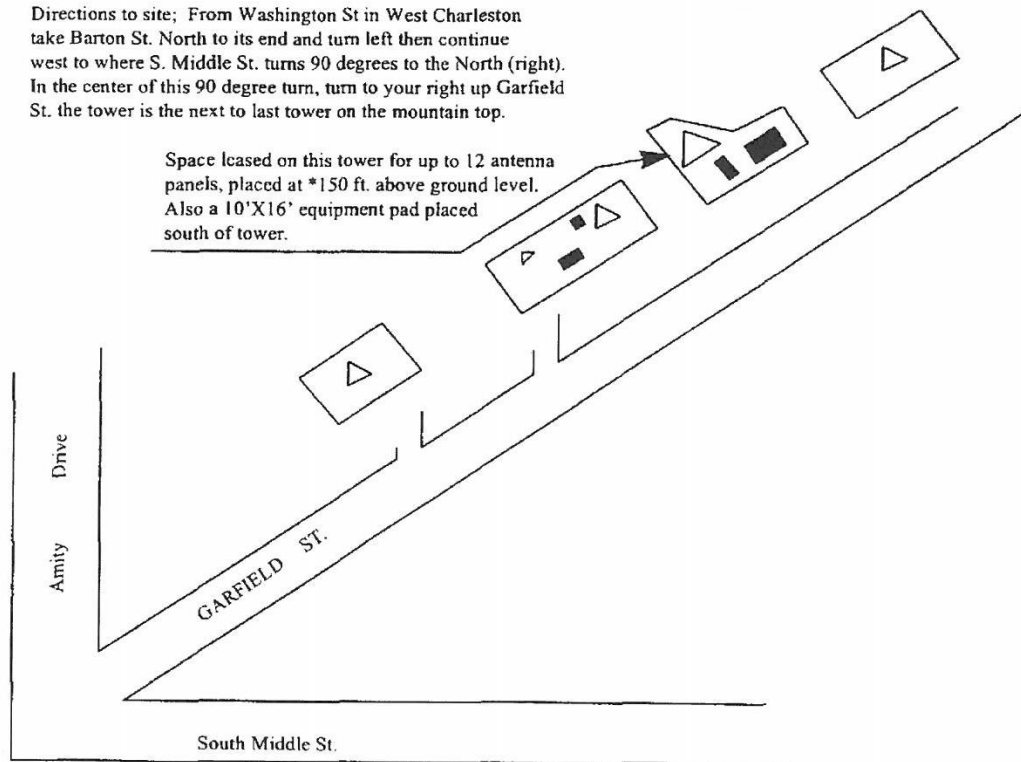 Directions to site; From Washington St in West Charleston
take Barton St. North to its end and turn left then continue
west to where S. Middle St. turns 90 degrees to the North (right).
In the center of this 90 degree turn, turn to your right up Garfield
St. the tower is the next to last tower on the mountain top.
Space leased on this tower for up to 12 antenna
panels, placed at *150 ft. above ground level.
Also a 10'X16' equipment pad placed
south of tower.
Amity Drive
GARFIELD ST.
South Middle St.